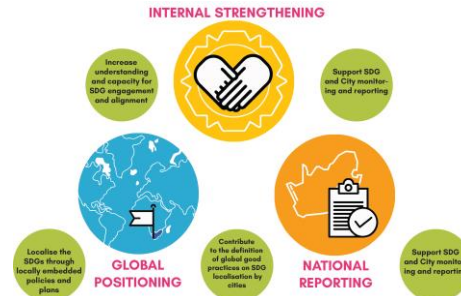 INTERNAL STRENGTHENING
Increase
understanding
and capacity for
SDG engagement
and alignment
Support SDG
and City monitor-
ing and reporting
Localise the
SDGs through
locally embedded
policies and
plans
GLOBAL
POSITIONING
Contribute
to the definition
of global good
practices on SDG
localisation by
cities
NATIONAL
REPORTING
Support SDG
and City monito
ing and reportin